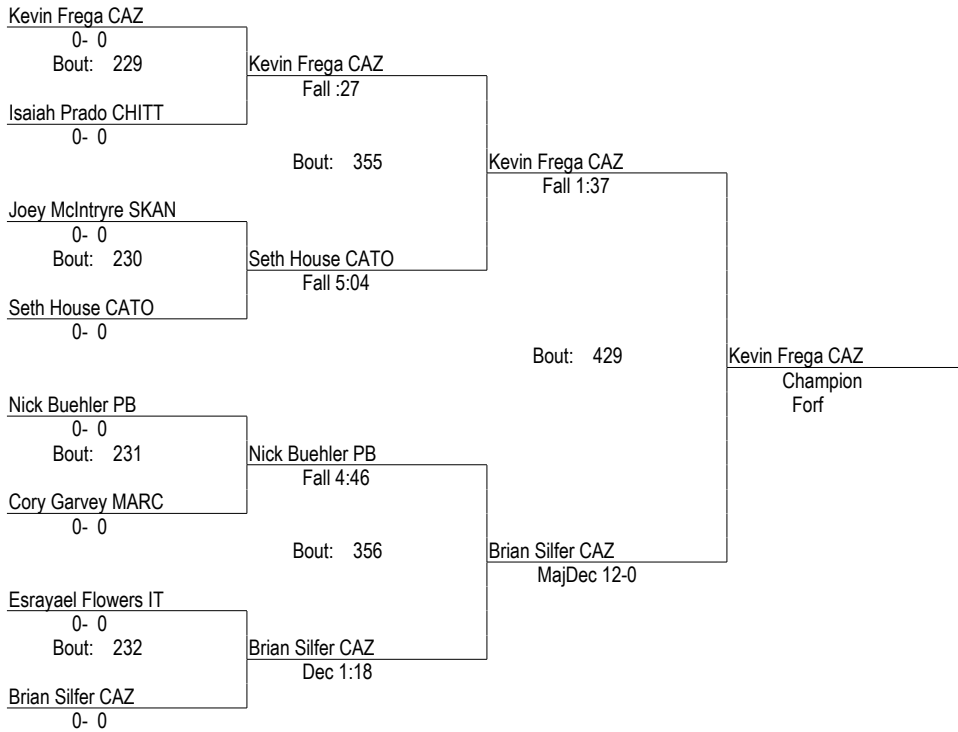 Kevin Frega CAZ
0- 0
Bout: 229
Kevin Frega CAZ
Fall :27
Isaiah Prado CHITT
0- 0
Bout: 355
Kevin Frega CAZ
Fall 1:37
Joey McIntryre SKAN
0- 0
Bout: 230
Seth House CATO
Fall 5:04
Seth House CATO
0- 0
Bout: 429
Kevin Frega CAZ
Champion
Forf
Nick Buehler PB
0- 0
Bout: 231
Nick Buehler PB
Fall 4:46
Cory Garvey MARC
0- 0
Bout: 356
Brian Silfer CAZ
MajDec 12-0
Esrayael Flowers IT
0- 0
Bout: 232
Brian Silfer CAZ
Dec 1:18
Brian Silfer CAZ
0- 0